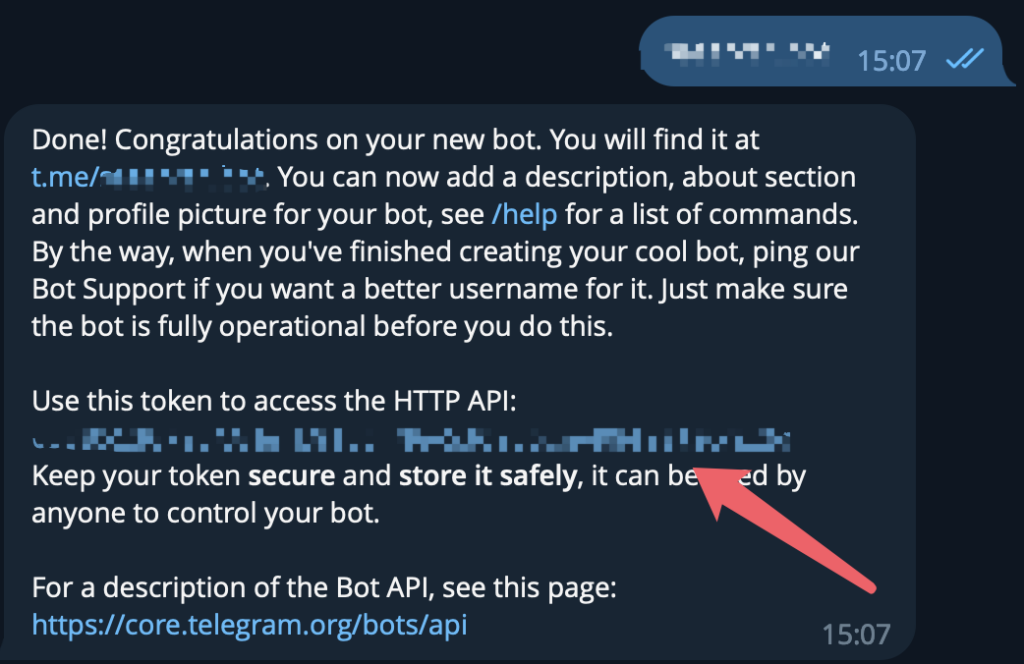 15:07
Done! Congratulations on your new bot. You will find it at
t.me/ . You can now add a description, about section
and profile picture for your bot, see /help for a list of commands.
By the way, when you've finished creating your cool bot, ping our
Bot Support if you want a better username for it. Just make sure
the bot is fully operational before you do this.
Use this token to access the HTTP API:
Keep your token secure and store it safely, it can be by
anyone to control your bot.
For a description of the Bot API, see this page:
https://core.telegram.org/bots/api
15:07